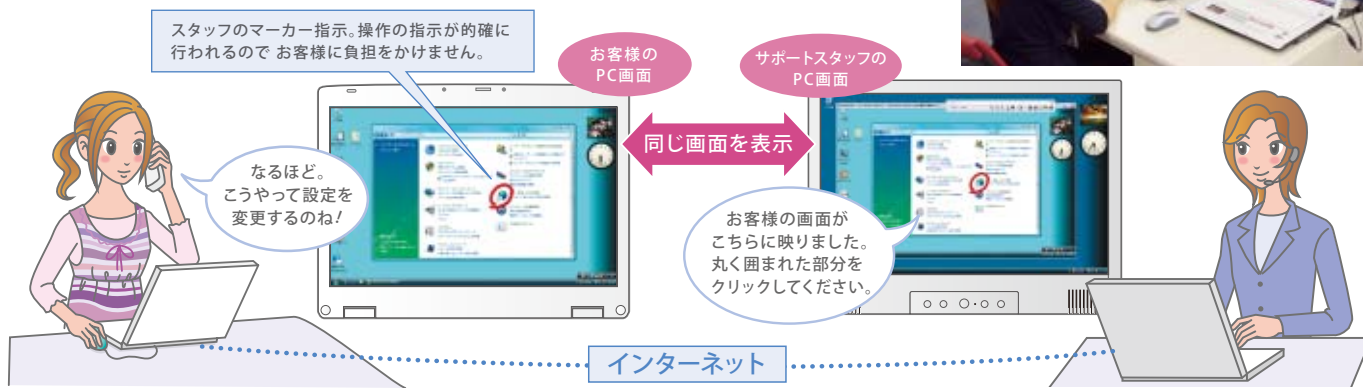 スタッフのマーカー指示。操作の指示が的確に
行われるので お客様に負担をかけません。
お客様の
PC画面
サポートスタッフの
PC画面
同じ画面を表示
なるほど。
こうやって設定を
変更するのね!
お客様の画面が
こちらに映りました。
丸く囲まれた部分を
クリックしてください。
インターネット